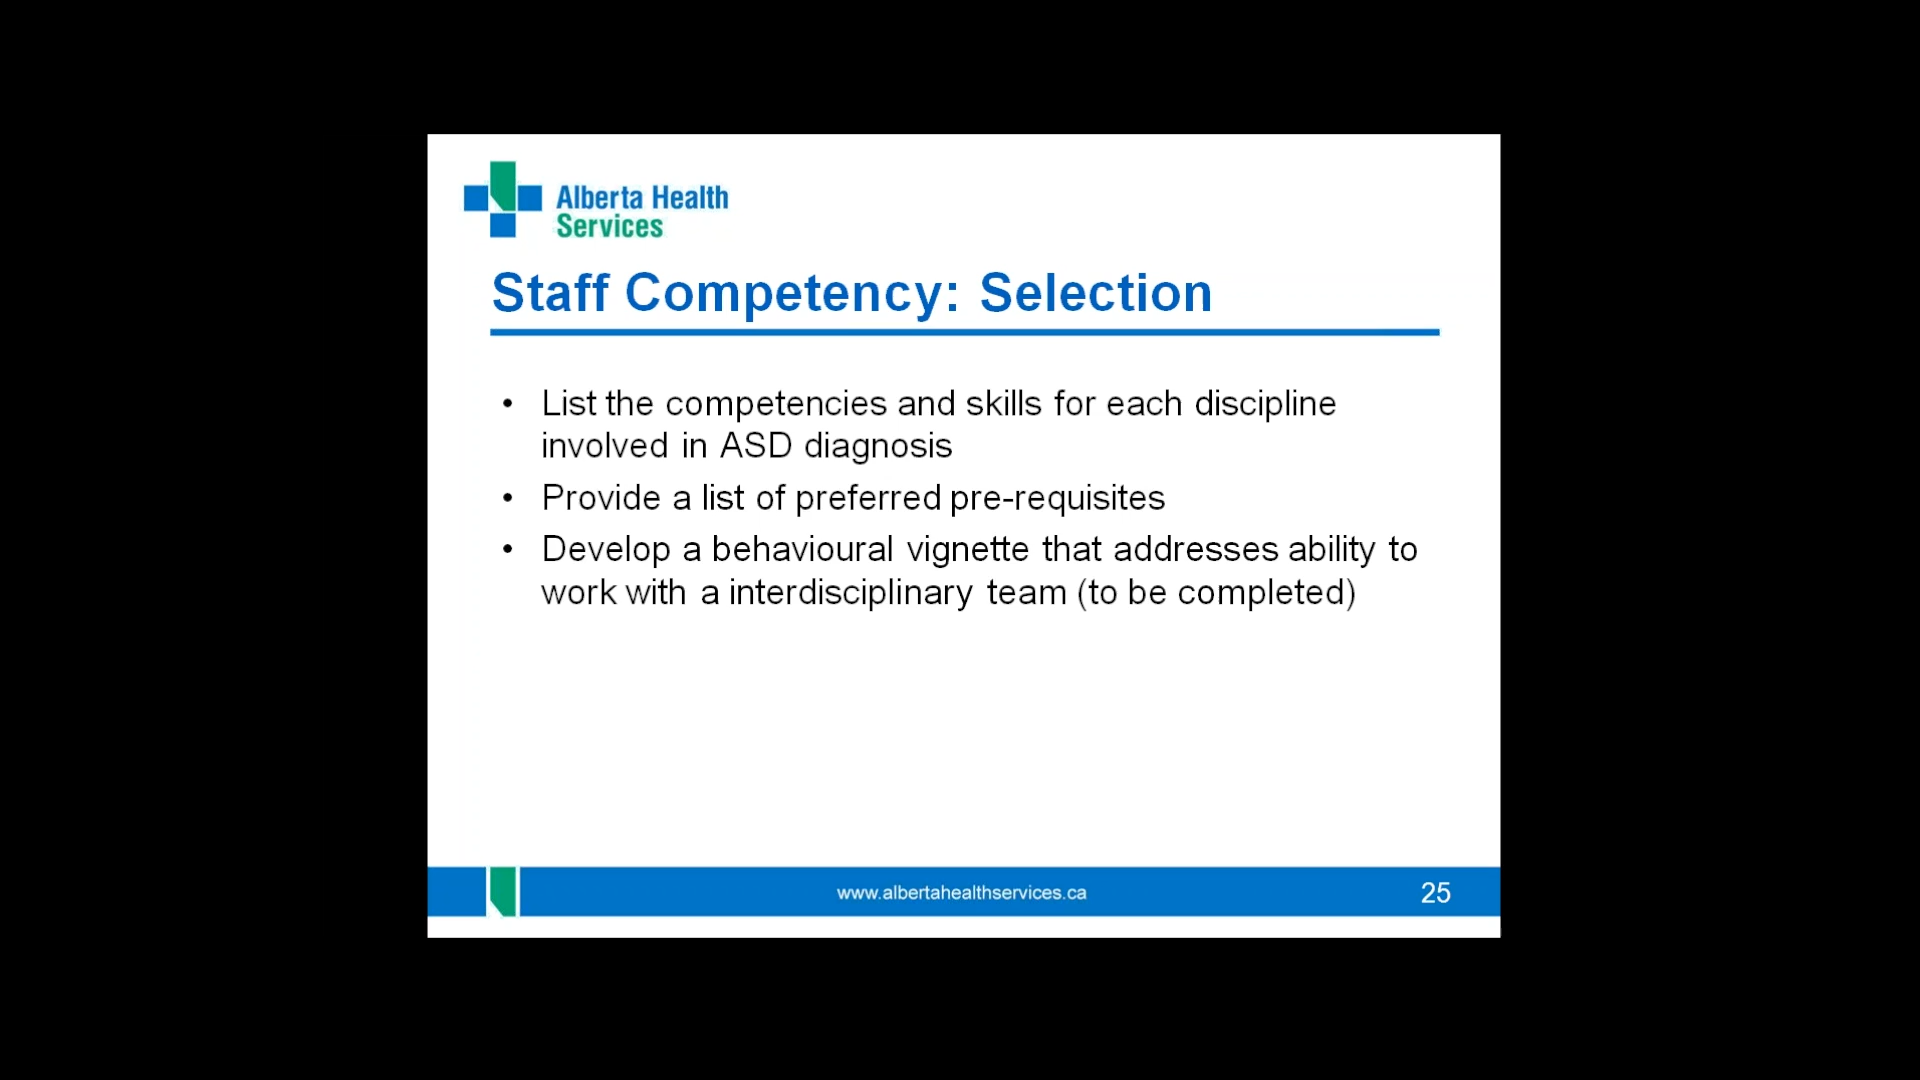 Alberta Health
Services
Staff Competency: Selection
• List the competencies and skills for each discipline
involved in ASD diagnosis
• Provide a list of preferred pre-requisites
• Develop a behavioural vignette that addresses ability to
work with a interdisciplinary team (to be completed)
www.albertahealthservices.ca
25